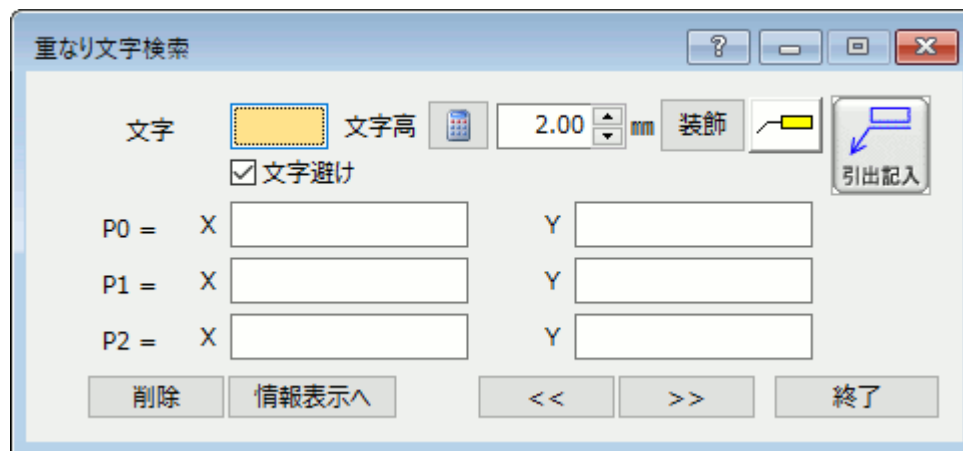 重なり文字検索
文字 文字高 2.00 mm 装飾 引出記入
文字避け
P0 = X Y
P1 = X Y
P2 = X Y
削除 情報表示へ << >> 終了